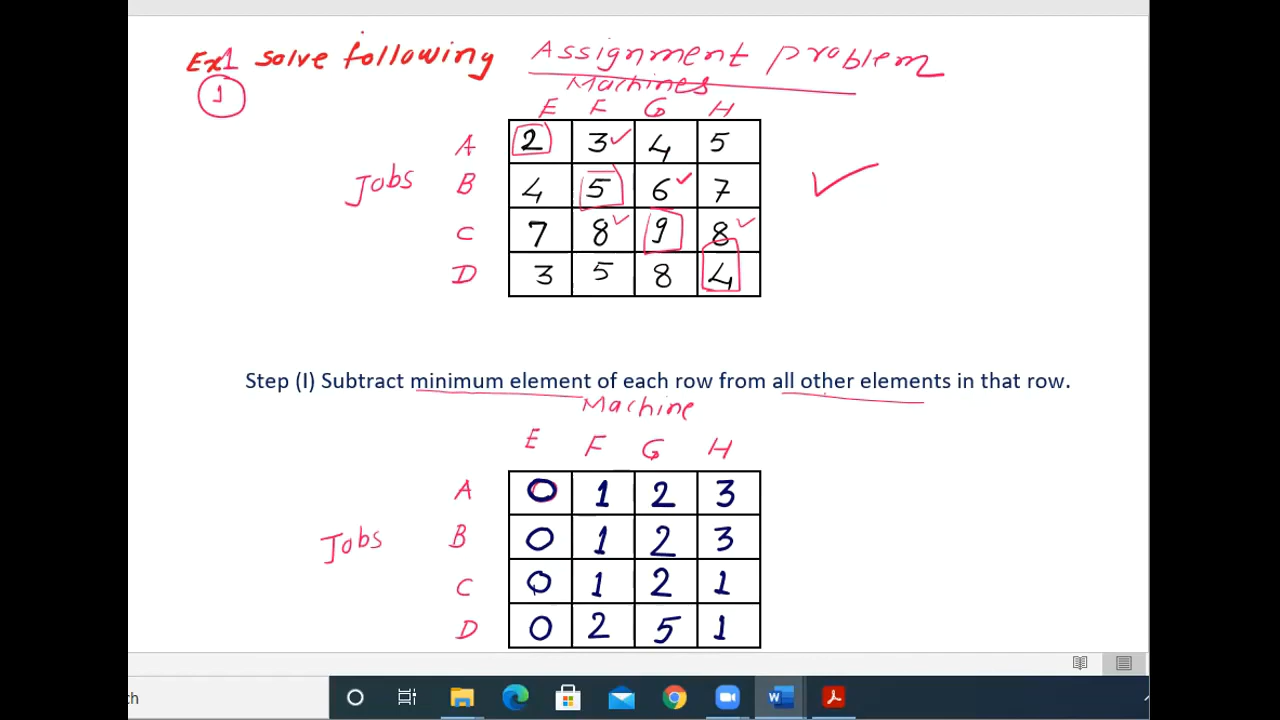 Ex1 solve following Assignment problem
1
Machines
E F G H
A 2 3 4 5
Jobs B 4 5 6 7
C 7 8 9 8
D 3 5 8 4
Step (I) Subtract minimum element of each row from all other elements in that row.
Machine
E F G H
A 0 1 2 3
Jobs B 0 1 2 3
C 0 1 2 1
D 0 2 5 1
ch